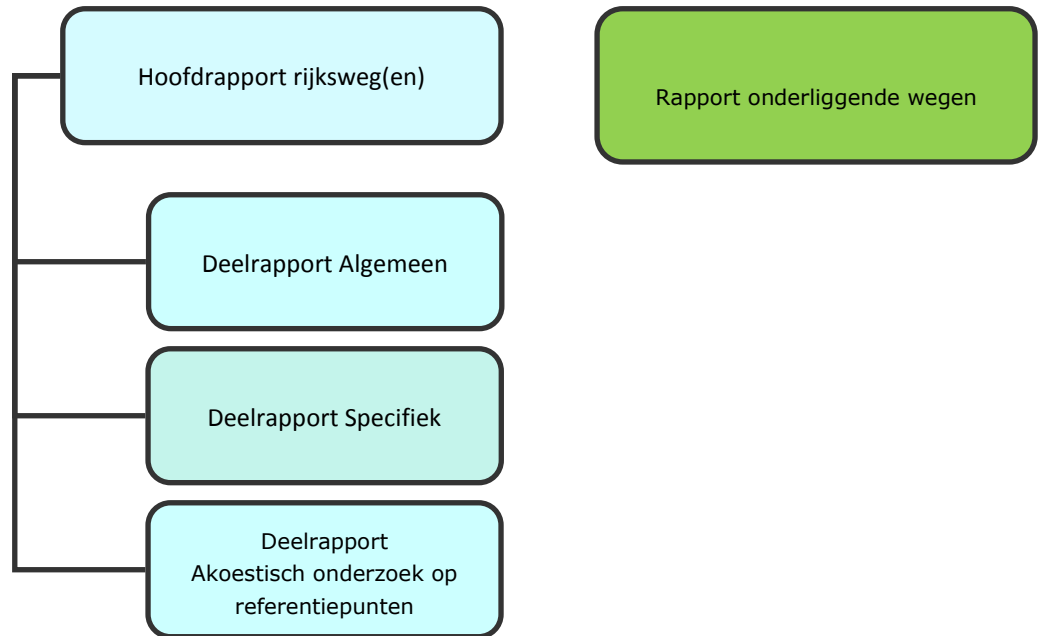 Hoofdrapport rijksweg(en)
Rapport onderliggende wegen
Deelrapport Algemeen
Deelrapport Specifiek
Deelrapport
Akoestisch onderzoek op
referentiepunten